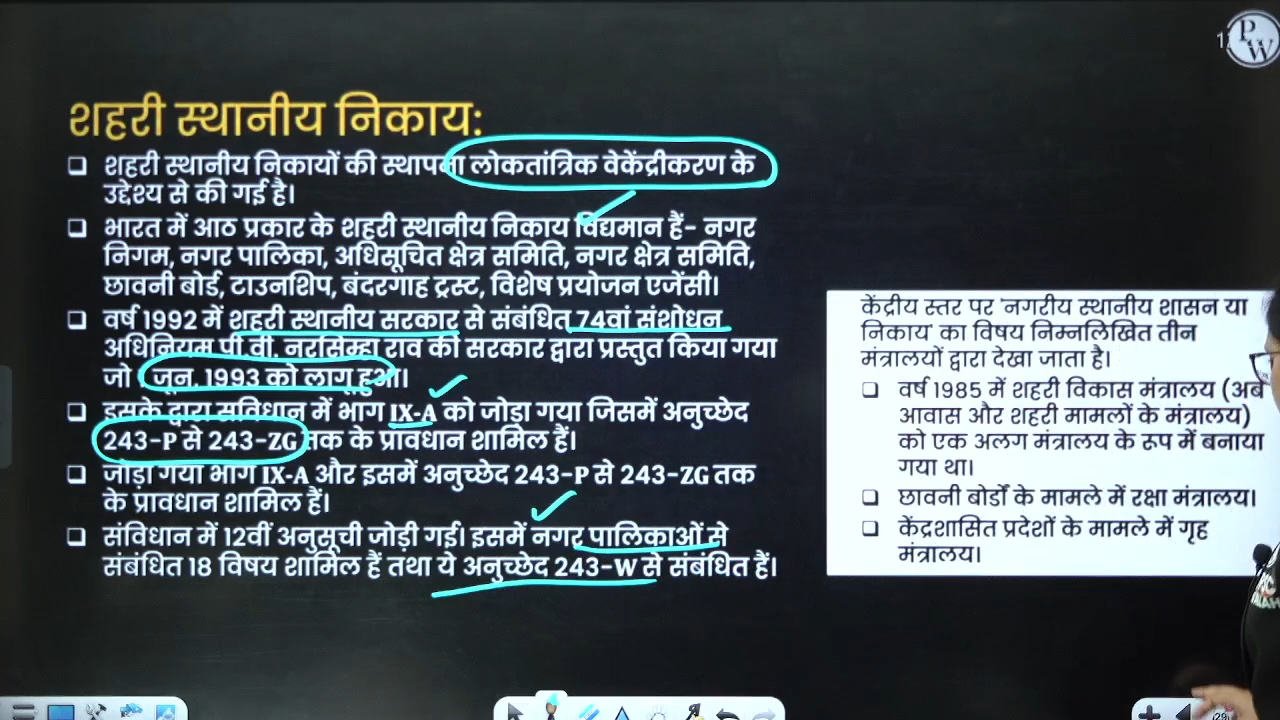 PW
शहरी स्थानीय निकाय:
❑ शहरी स्थानीय निकायों की स्थापना लोकतांत्रिक वेकेंद्रीकरण के
उद्देश्य से की गई है।
❑ भारत में आठ प्रकार के शहरी स्थानीय निकाय विद्यमान हैं- नगर
निगम, नगर पालिका, अधिसूचित क्षेत्र समिति, नगर क्षेत्र समिति,
छावनी बोर्ड, टाउनशिप, बंदरगाह ट्रस्ट, विशेष प्रयोजन एजेंसी।
❑ वर्ष 1992 में शहरी स्थानीय सरकार से संबंधित 74वां संशोधन
अधिनियम पी.वी. नरसिम्हा राव की सरकार द्वारा प्रस्तुत किया गया
जो जून, 1993 को लागू हुआ।
❑ इसके द्वारा संविधान में भाग IX-A को जोड़ा गया जिसमें अनुच्छेद
243-P से 243-ZG तक के प्रावधान शामिल हैं।
❑ जोड़ा गया भाग IX-A और इसमें अनुच्छेद 243-P से 243-ZG तक
के प्रावधान शामिल हैं।
❑ संविधान में 12वीं अनुसूची जोड़ी गई। इसमें नगर पालिकाओं से
संबंधित 18 विषय शामिल हैं तथा ये अनुच्छेद 243-W से संबंधित हैं।
केंद्रीय स्तर पर 'नगरीय स्थानीय शासन या
निकाय' का विषय निम्नलिखित तीन
मंत्रालयों द्वारा देखा जाता है।
❑ वर्ष 1985 में शहरी विकास मंत्रालय (अब
आवास और शहरी मामलों के मंत्रालय)
को एक अलग मंत्रालय के रूप में बनाया
गया था।
❑ छावनी बोर्डों के मामले में रक्षा मंत्रालय।
❑ केंद्रशासित प्रदेशों के मामले में गृह
मंत्रालय।
29